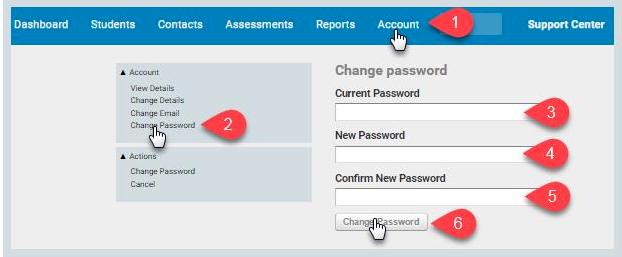 Dashboard Students Contacts Assessments Reports Account 1 Support Center
▲ Account
View Details
Change Details
Change Email
Change Password 2
▲ Actions
Change Password
Cancel
Change password
Current Password
3
New Password
4
Confirm New Password
5
Change Password 6